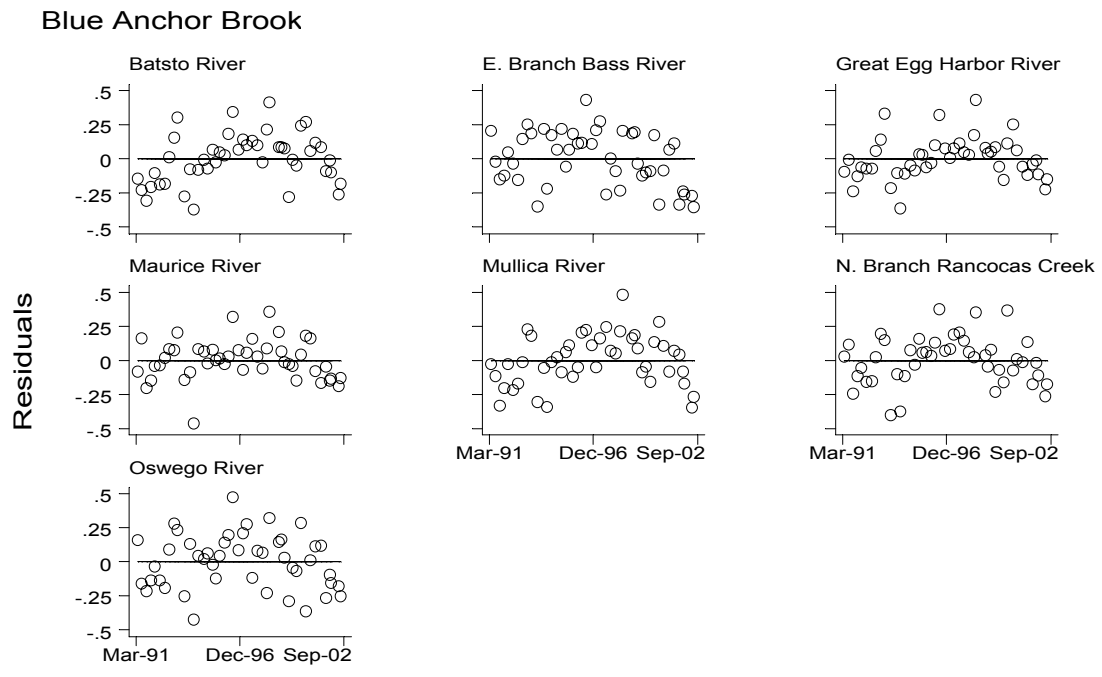 Blue Anchor Brook
Batsto River
E. Branch Bass River
Great Egg Harbor River
.5
.25
0
-.25
-.5
Maurice River
Mullica River
N. Branch Rancocas Creek
Residuals
.5
.25
0
-.25
-.5
Mar-91 Dec-96 Sep-02
Mar-91 Dec-96 Sep-02
Oswego River
.5
.25
0
-.25
-.5
Mar-91 Dec-96 Sep-02